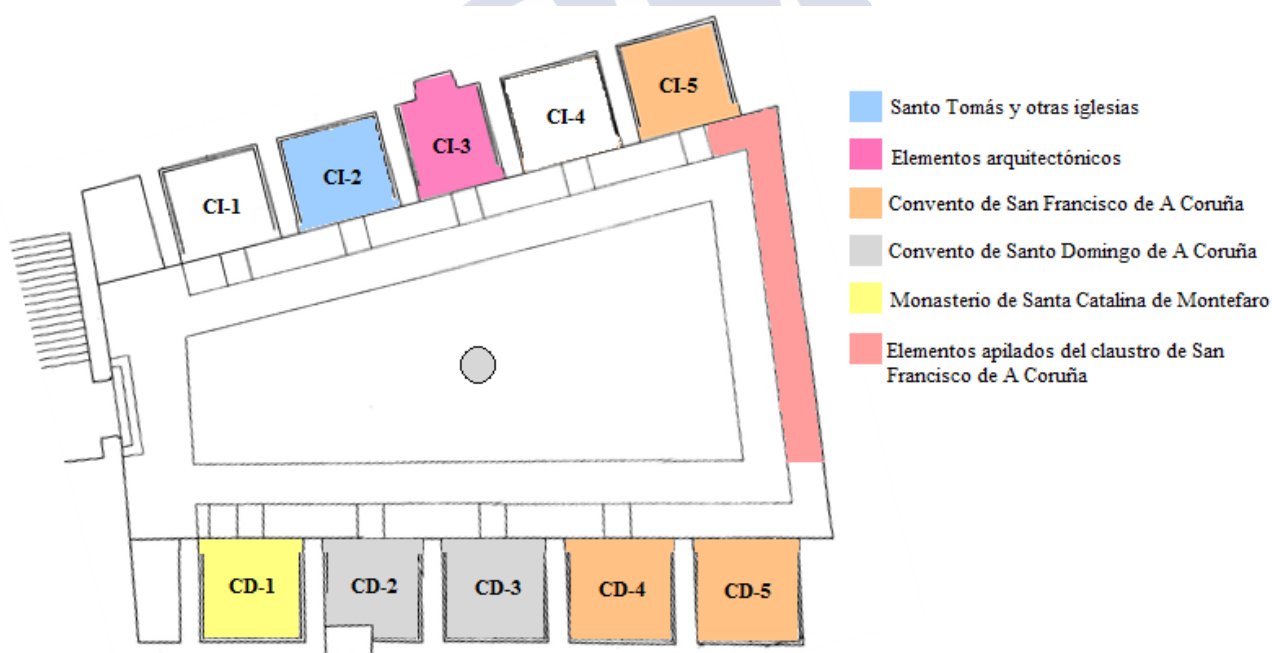 CI-1
CI-2
CI-3
CI-4
CI-5
CD-1
CD-2
CD-3
CD-4
CD-5
Santo Tomás y otras iglesias
Elementos arquitectónicos
Convento de San Francisco de A Coruña
Convento de Santo Domingo de A Coruña
Monasterio de Santa Catalina de Montefaro
Elementos apilados del claustro de San
Francisco de A Coruña